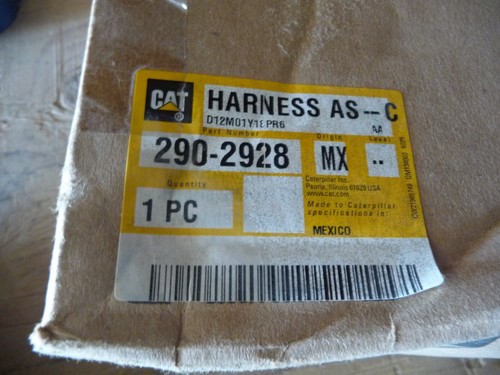 CAT
®
HARNESS AS--C
D12M01Y18PR6
AA
Part Number
Origin
Level
290-2928
MX
--
Quantity
1 PC
Caterpillar Inc.
Peoria, Illinois 61629 USA
www.cat.com
Made to Caterpillar
specifications in:
MEXICO